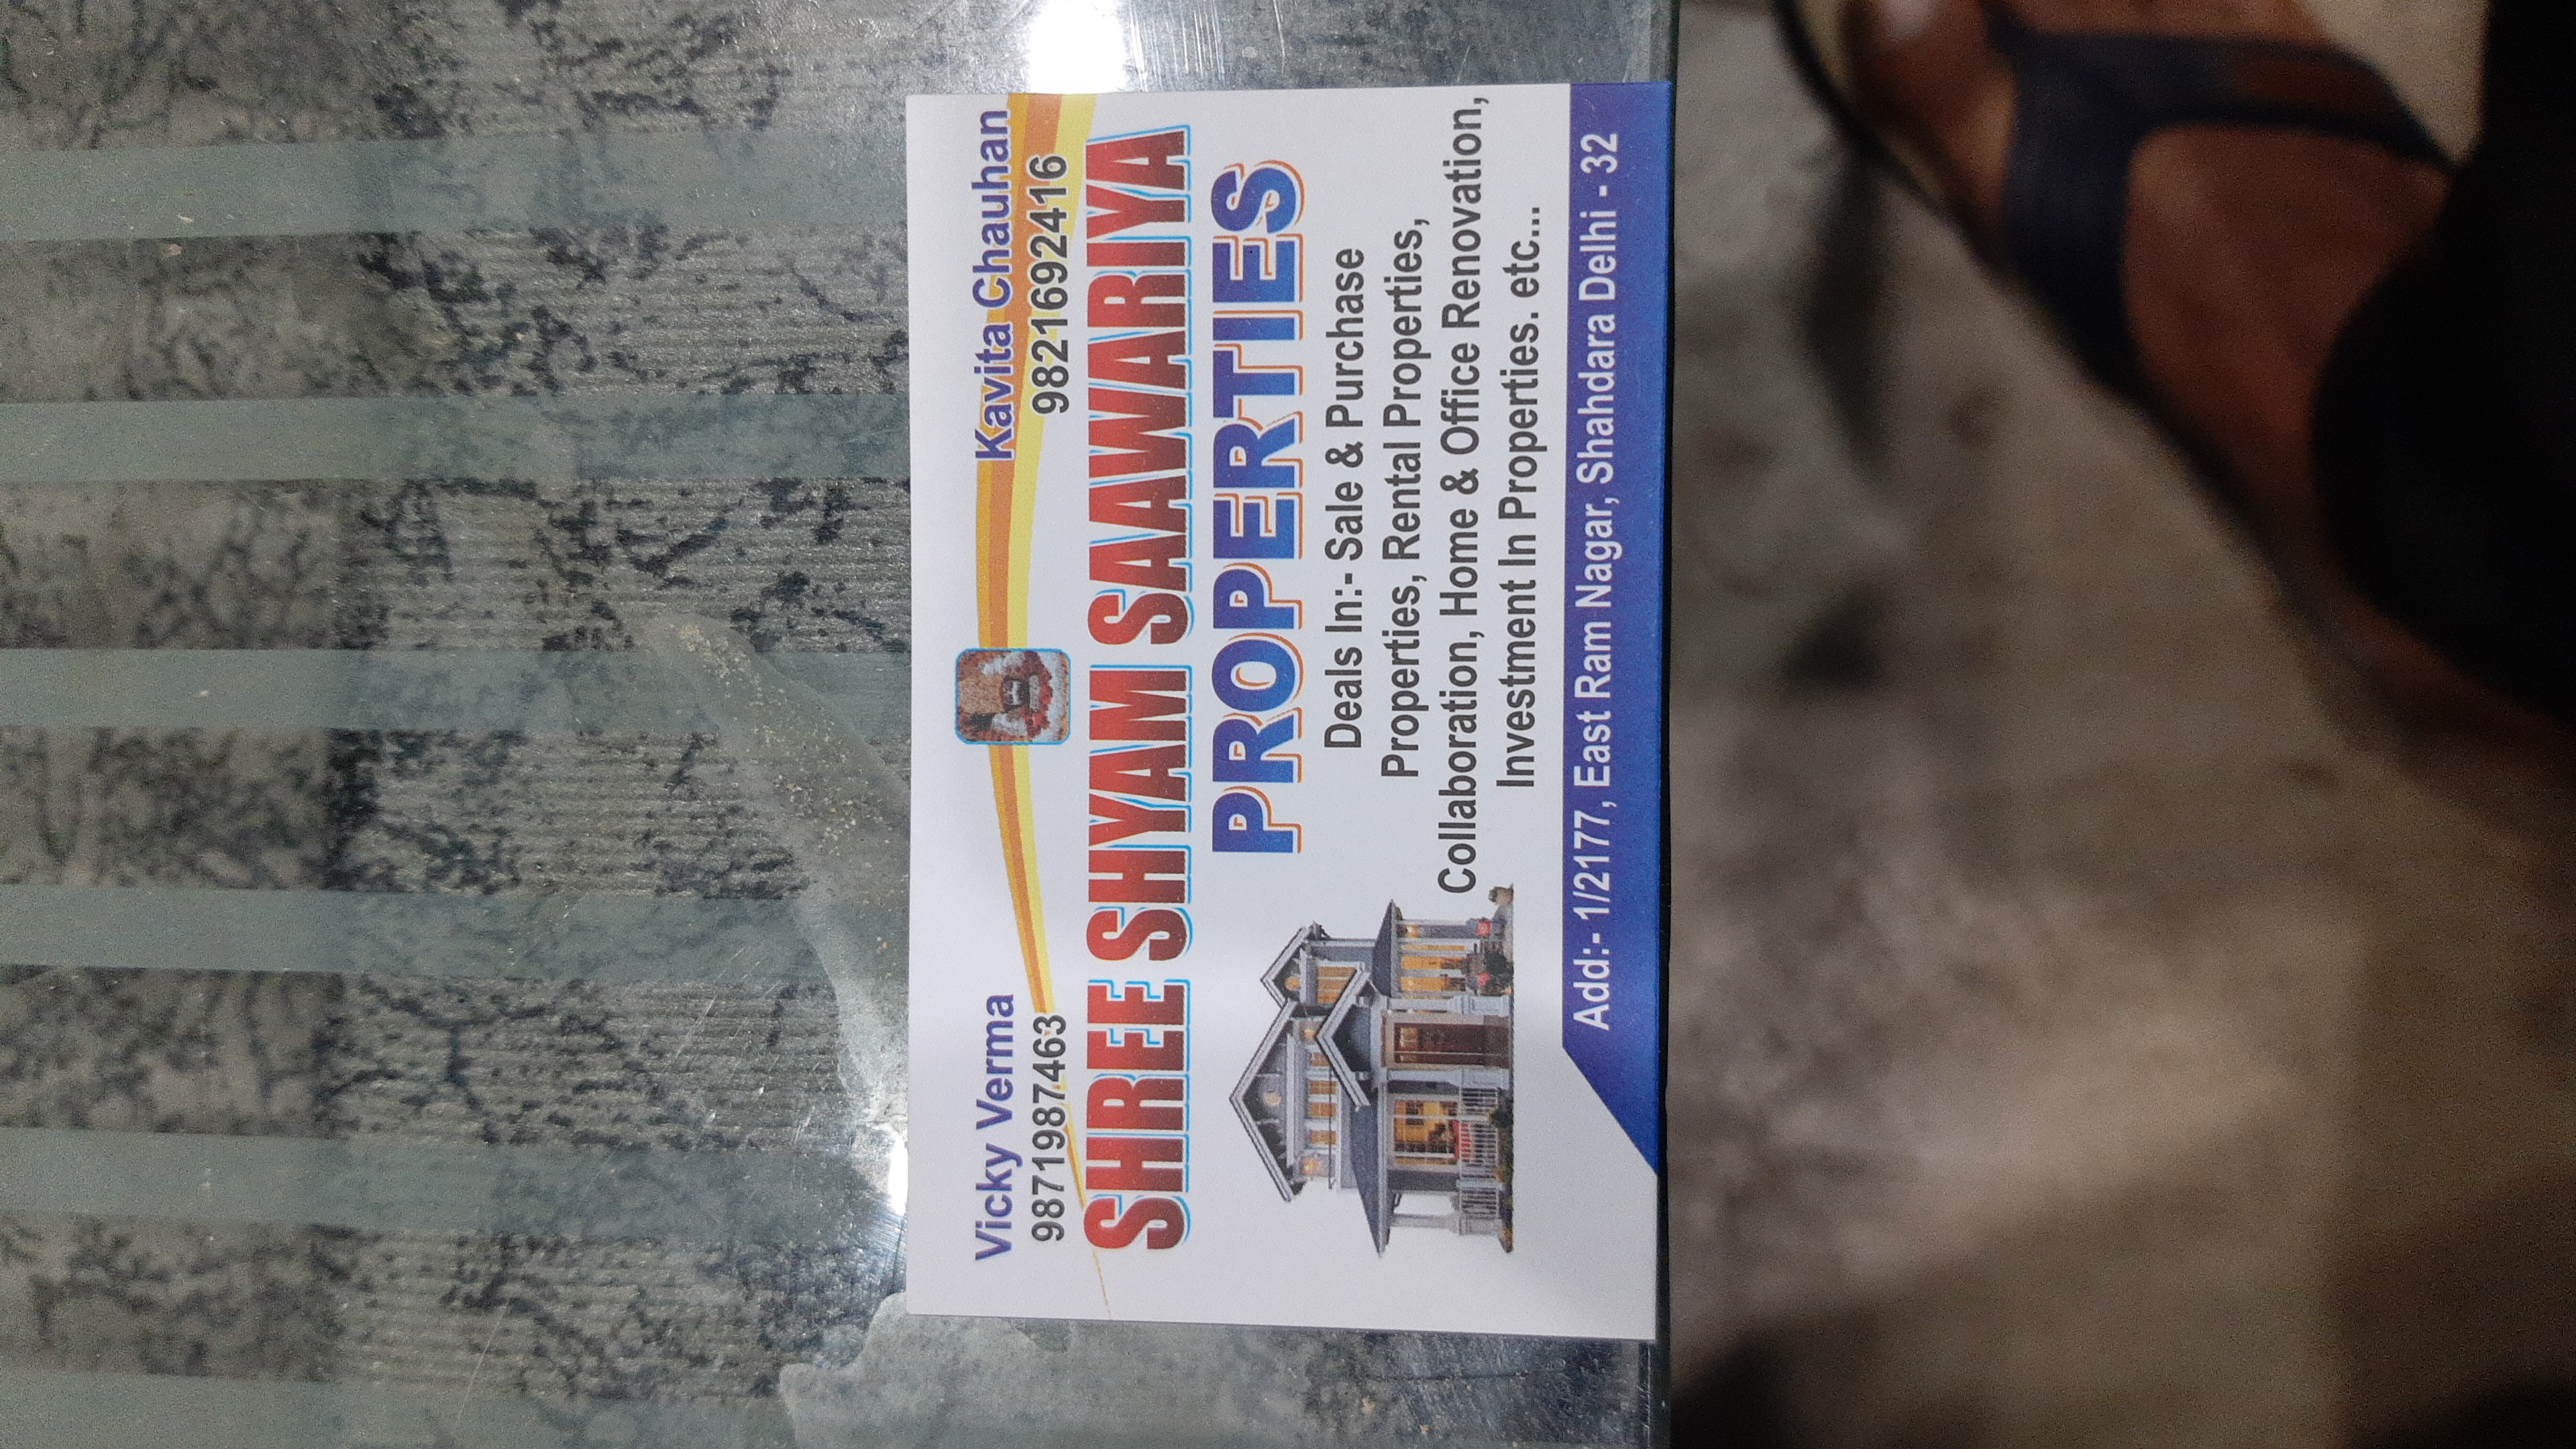 Vicky Verma
9871987463
Kavita Chauhan
9821692416
SHREE SHYAM SAAWARIYA
PROPERTIES
Deals In:- Sale & Purchase
Properties, Rental Properties,
Collaboration, Home & Office Renovation,
Investment In Properties. etc...
Add:- 1/2177, East Ram Nagar, Shahdara Delhi - 32